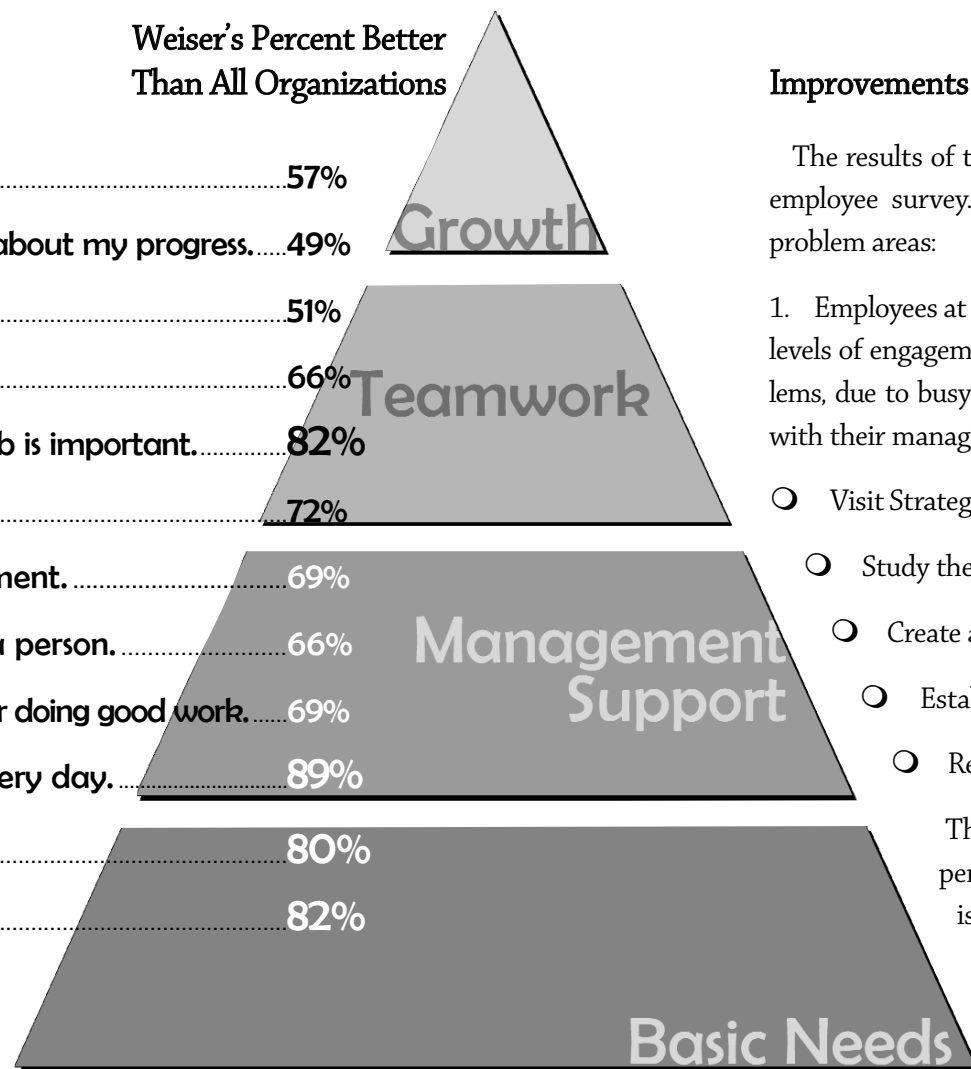 Weiser's Percent Better
Than All Organizations
57%
about my progress.....49%
51%
66%
b is important. 82%
72%
ment. 69%
a person. 66%
r doing good work. 69%
ery day. 89%
80%
82%
Growth
Teamwork
Management
Support
Basic Needs
Improvements
The results of t
employee survey.
problem areas:
1. Employees at
levels of engagem
lems, due to busy
with their manag
❍ Visit Strateg
❍ Study the
❍ Create a
❍ Estal
❍ Re
Th
per
is